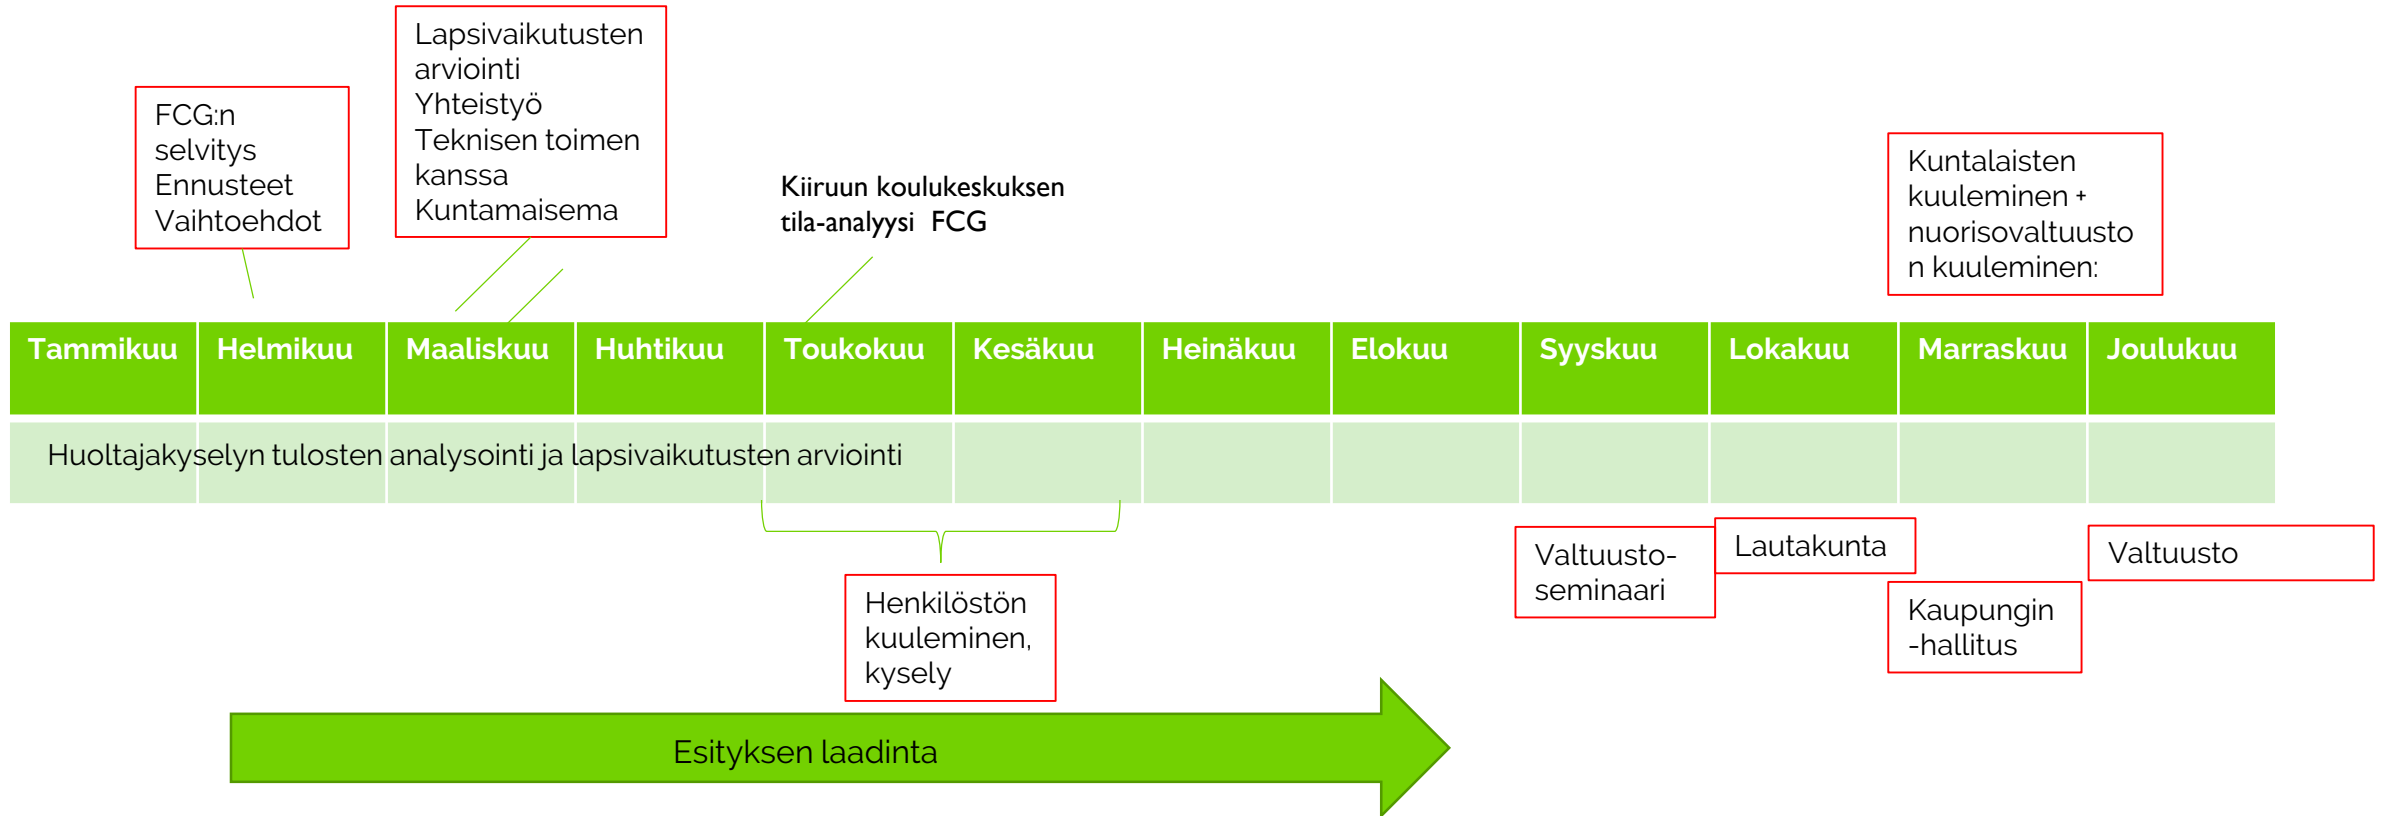 Lapsivaikutusten
arviointi
Yhteistyö
Teknisen toimen
kanssa
Kuntamaisema
FCG:n
selvitys
Ennusteet
Vaihtoehdot
Kiiruun koulukeskuksen
tila-analyysi FCG
Kuntalaisten
kuuleminen +
nuorisovaltuusto
n kuuleminen:
Tammikuu Helmikuu Maaliskuu Huhtikuu Toukokuu Kesäkuu Heinäkuu Elokuu Syyskuu Lokakuu Marraskuu Joulukuu
Huoltajakyselyn tulosten analysointi ja lapsivaikutusten arviointi
Valtuusto-
seminaari
Lautakunta
Kaupungin
-hallitus
Valtuusto
Henkilöstön
kuuleminen,
kysely
Esityksen laadinta